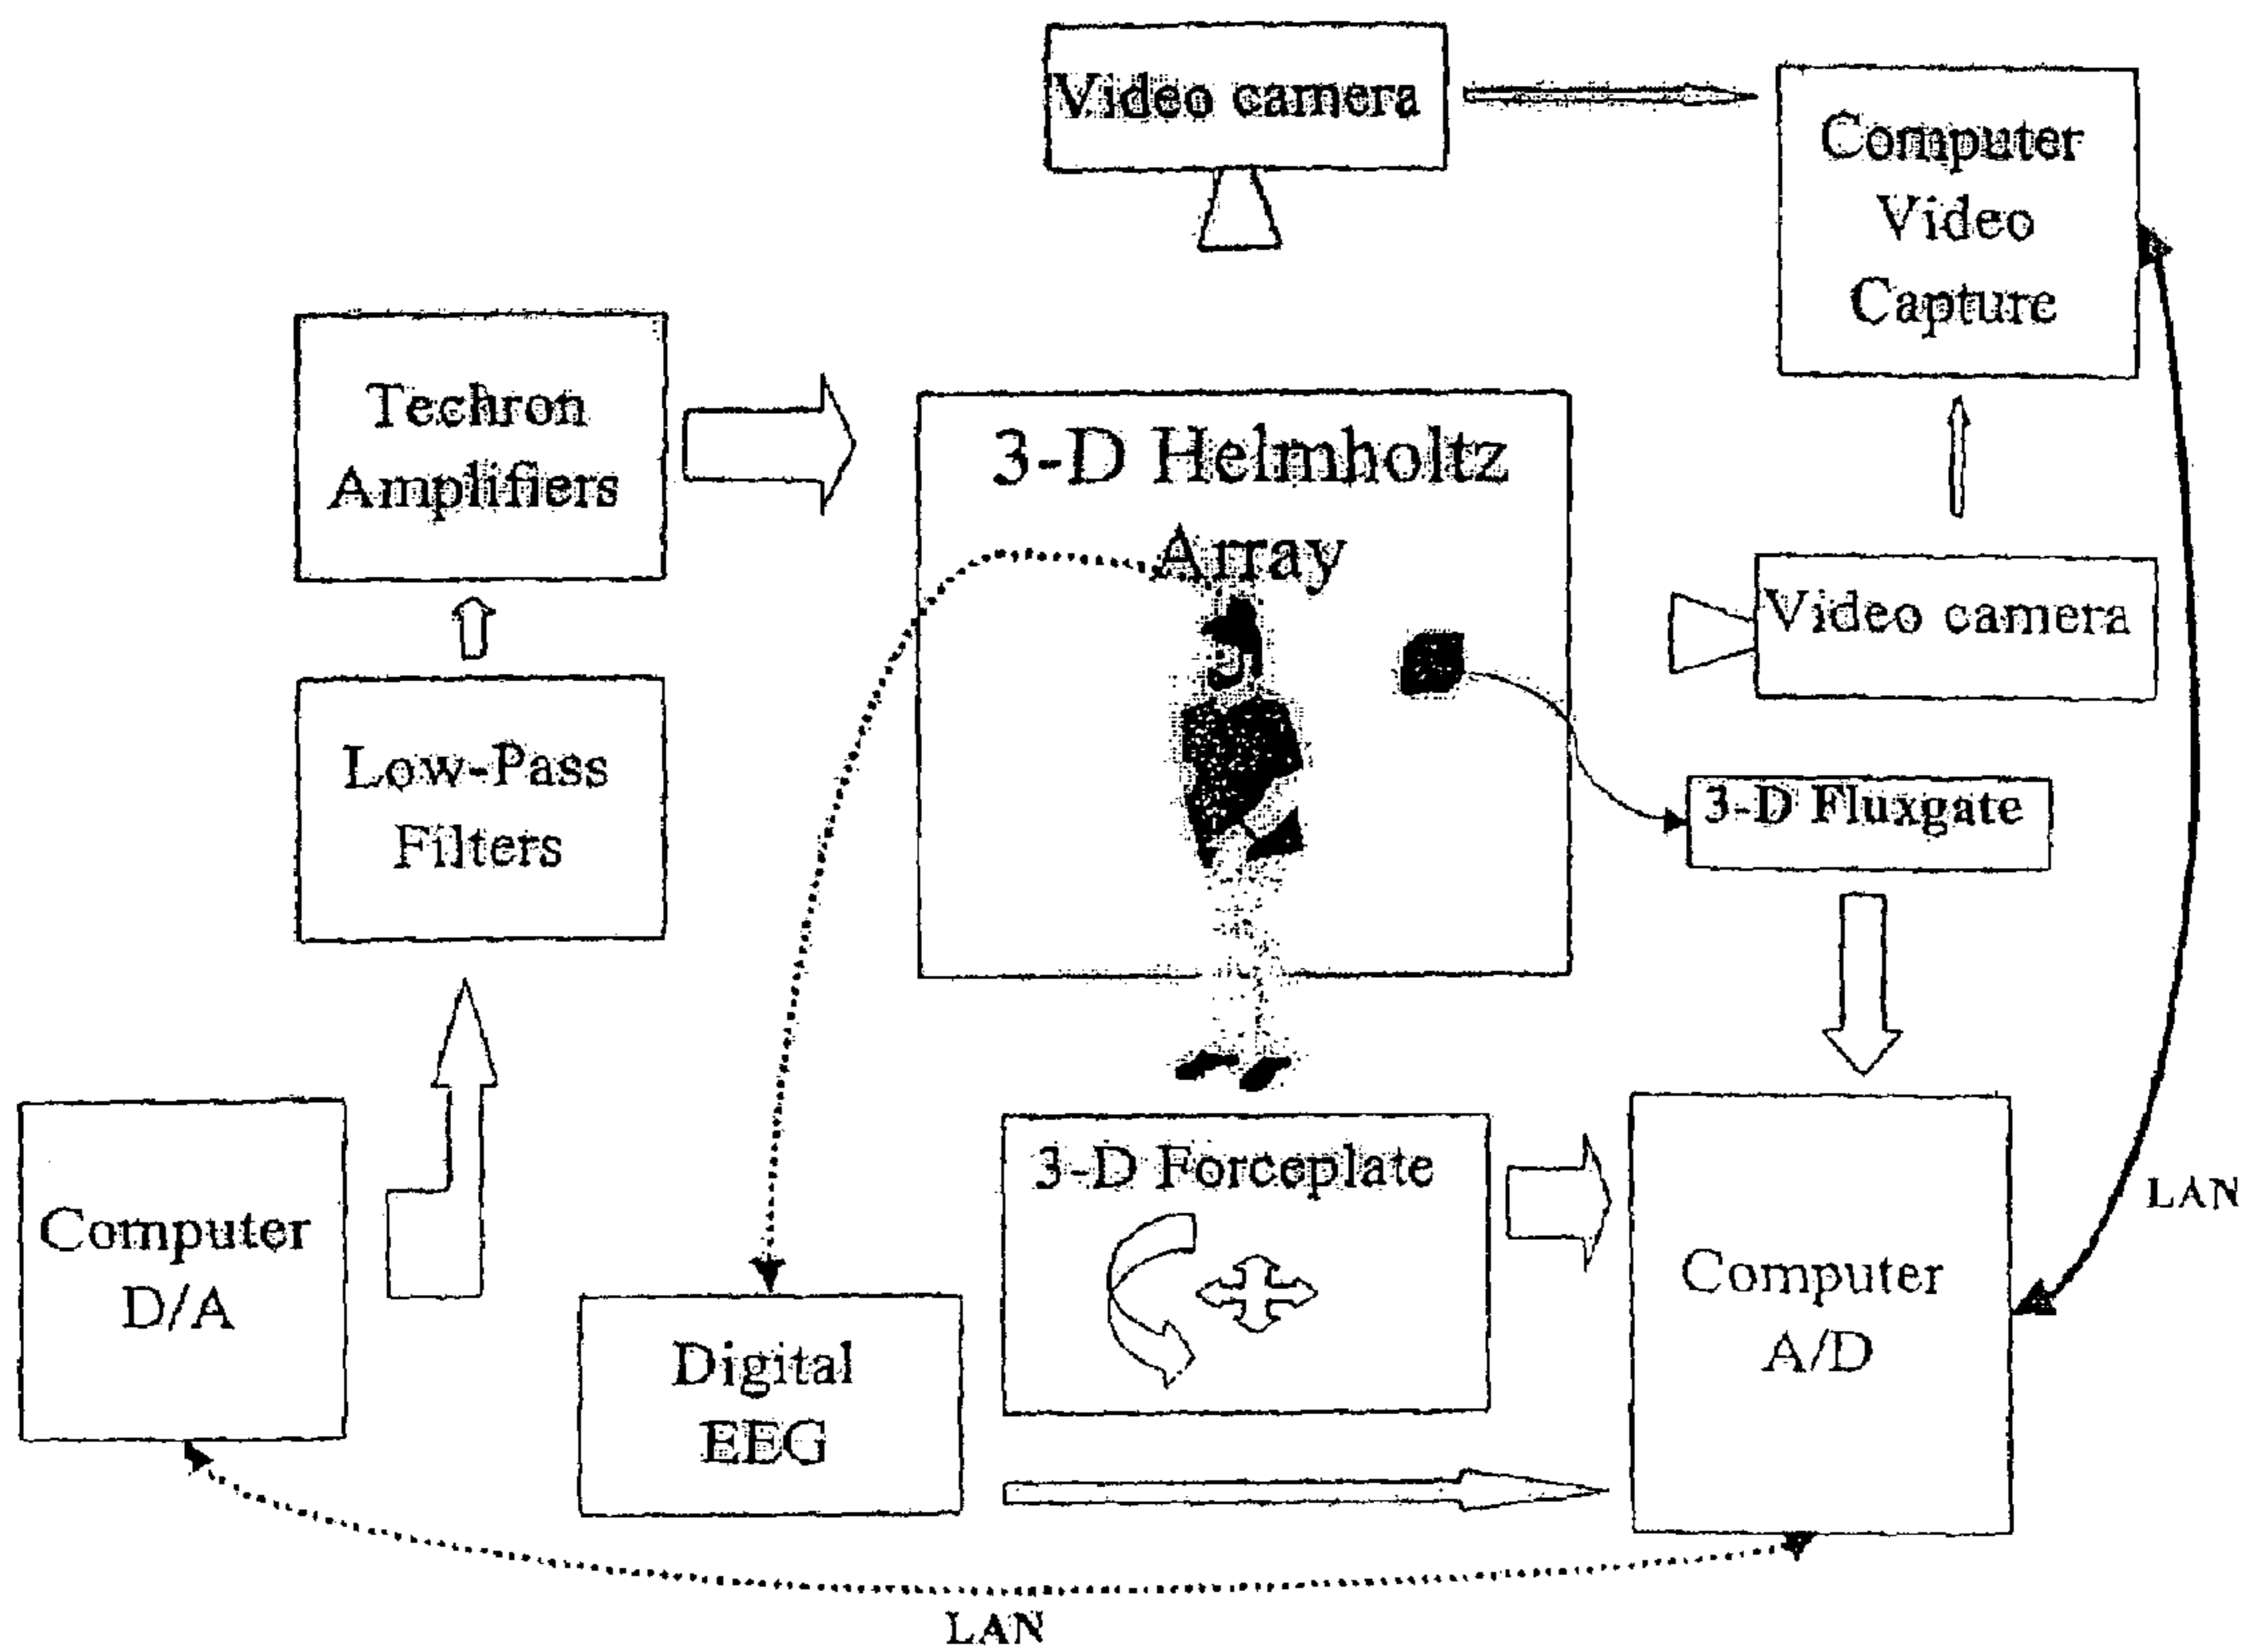 Video camera
Computer
Video
Capture
Techron
Amplifiers
3-D Helmholtz
Array
Video camera
Low-Pass
Filters
3-D Fluxgate
3-D Forceplate
LAN
Computer
D/A
Computer
A/D
Digital
EEG
LAN